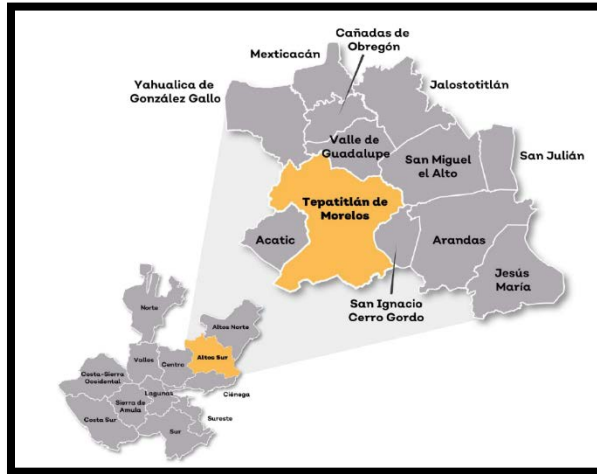 Cañadas de
Obregón
Mexticacán
Yahualica de
González Gallo
Jalostotitlán
Valle de
Guadalupe
San Miguel
el Alto
San Julián
Tepatitlán de
Morelos
Acatic
Arandas
Jesús
María
San Ignacio
Cerro Gordo
Norte
Altos Norte
Valles
Centro
Altos Sur
Costa-Sierra
Occidental
Lagunas
Ciénega
Sierra de
Amula
Costa Sur
Sureste
Sur